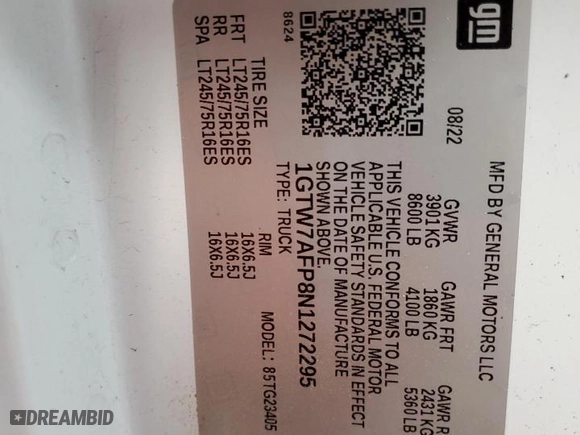 gm
MFD BY GENERAL MOTORS LLC
08/22 GVWR GAWR FRT GAWR R
3901 KG 1860 KG 2431 KG
8600 LB 4100 LB 5360 LB
THIS VEHICLE CONFORMS TO ALL
APPLICABLE U.S. FEDERAL MOTOR
VEHICLE SAFETY STANDARDS IN EFFECT
ON THE DATE OF MANUFACTURE
SHOWN ABOVE.
1GTW7AFP8N1272295
TYPE: TRUCK MODEL: 85TG23405
8624
TIRE SIZE RIM
FRT LT245/75R16ES 16X6.5J
RR LT245/75R16ES 16X6.5J
SPA LT245/75R16ES 16X6.5J
DREAMBID